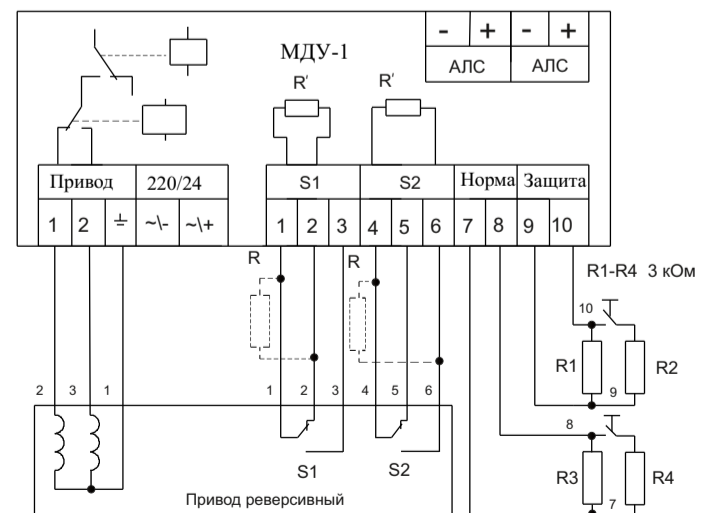 - + - +
МДУ-1
АЛС АЛС
R' R'
Привод 220/24 S1 S2 Норма Защита
1 2 ⏚ ~\- ~\+ 1 2 3 4 5 6 7 8 9 10
R R
R1-R4 3 кОм
10
R1 R2
2 3 1 1 2 3 4 5 6 9
8
S1 S2 R3 R4
Привод реверсивный 7